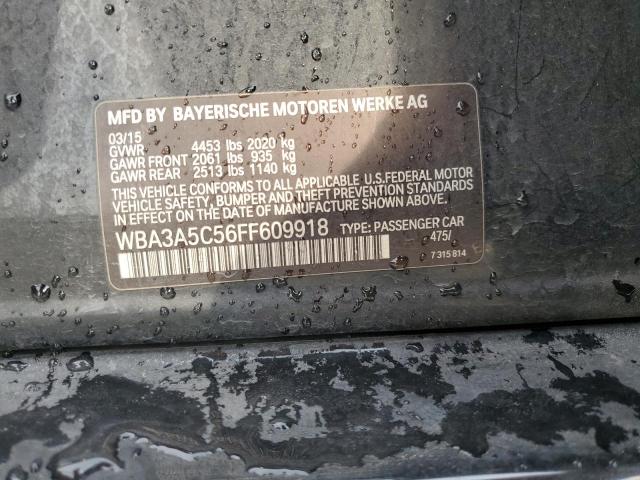 MFD BY BAYERISCHE MOTOREN WERKE AG
03/15
GVWR 4453 lbs 2020 kg
GAWR FRONT 2061 lbs 935 kg
GAWR REAR 2513 lbs 1140 kg
THIS VEHICLE CONFORMS TO ALL APPLICABLE U.S.FEDERAL MOTOR
VEHICLE SAFETY, BUMPER AND THEFT PREVENTION
STANDARDS IN EFFECT ON THE DATE OF MANUFACTURE SHOWN ABOVE.
WBA3A5C56FF609918 TYPE: PASSENGER CAR
475/
7 315 814